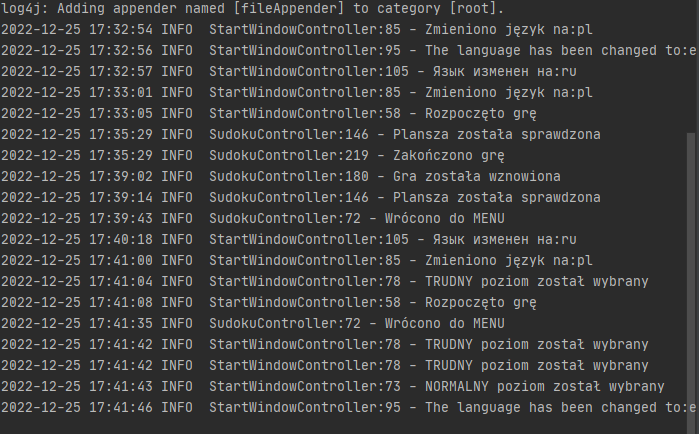 log4j: Adding appender named [fileAppender] to category [root].
2022-12-25 17:32:54 INFO  StartWindowController:85 - Zmieniono język na:pl
2022-12-25 17:32:56 INFO  StartWindowController:95 - The language has been changed to:e
2022-12-25 17:32:57 INFO  StartWindowController:105 - Язык изменен на:ru
2022-12-25 17:33:01 INFO  StartWindowController:85 - Zmieniono język na:pl
2022-12-25 17:33:05 INFO  StartWindowController:58 - Rozpoczęto grę
2022-12-25 17:35:29 INFO  SudokuController:146 - Plansza została sprawdzona
2022-12-25 17:35:29 INFO  SudokuController:219 - Zakończono grę
2022-12-25 17:39:02 INFO  SudokuController:180 - Gra została wznowiona
2022-12-25 17:39:14 INFO  SudokuController:146 - Plansza została sprawdzona
2022-12-25 17:39:43 INFO  SudokuController:72 - Wrócono do MENU
2022-12-25 17:40:18 INFO  StartWindowController:105 - Язык изменен на:ru
2022-12-25 17:41:00 INFO  StartWindowController:85 - Zmieniono język na:pl
2022-12-25 17:41:04 INFO  StartWindowController:78 - TRUDNY poziom został wybrany
2022-12-25 17:41:08 INFO  StartWindowController:58 - Rozpoczęto grę
2022-12-25 17:41:35 INFO  SudokuController:72 - Wrócono do MENU
2022-12-25 17:41:42 INFO  StartWindowController:78 - TRUDNY poziom został wybrany
2022-12-25 17:41:42 INFO  StartWindowController:78 - TRUDNY poziom został wybrany
2022-12-25 17:41:43 INFO  StartWindowController:73 - NORMALNY poziom został wybrany
2022-12-25 17:41:46 INFO  StartWindowController:95 - The language has been changed to:e